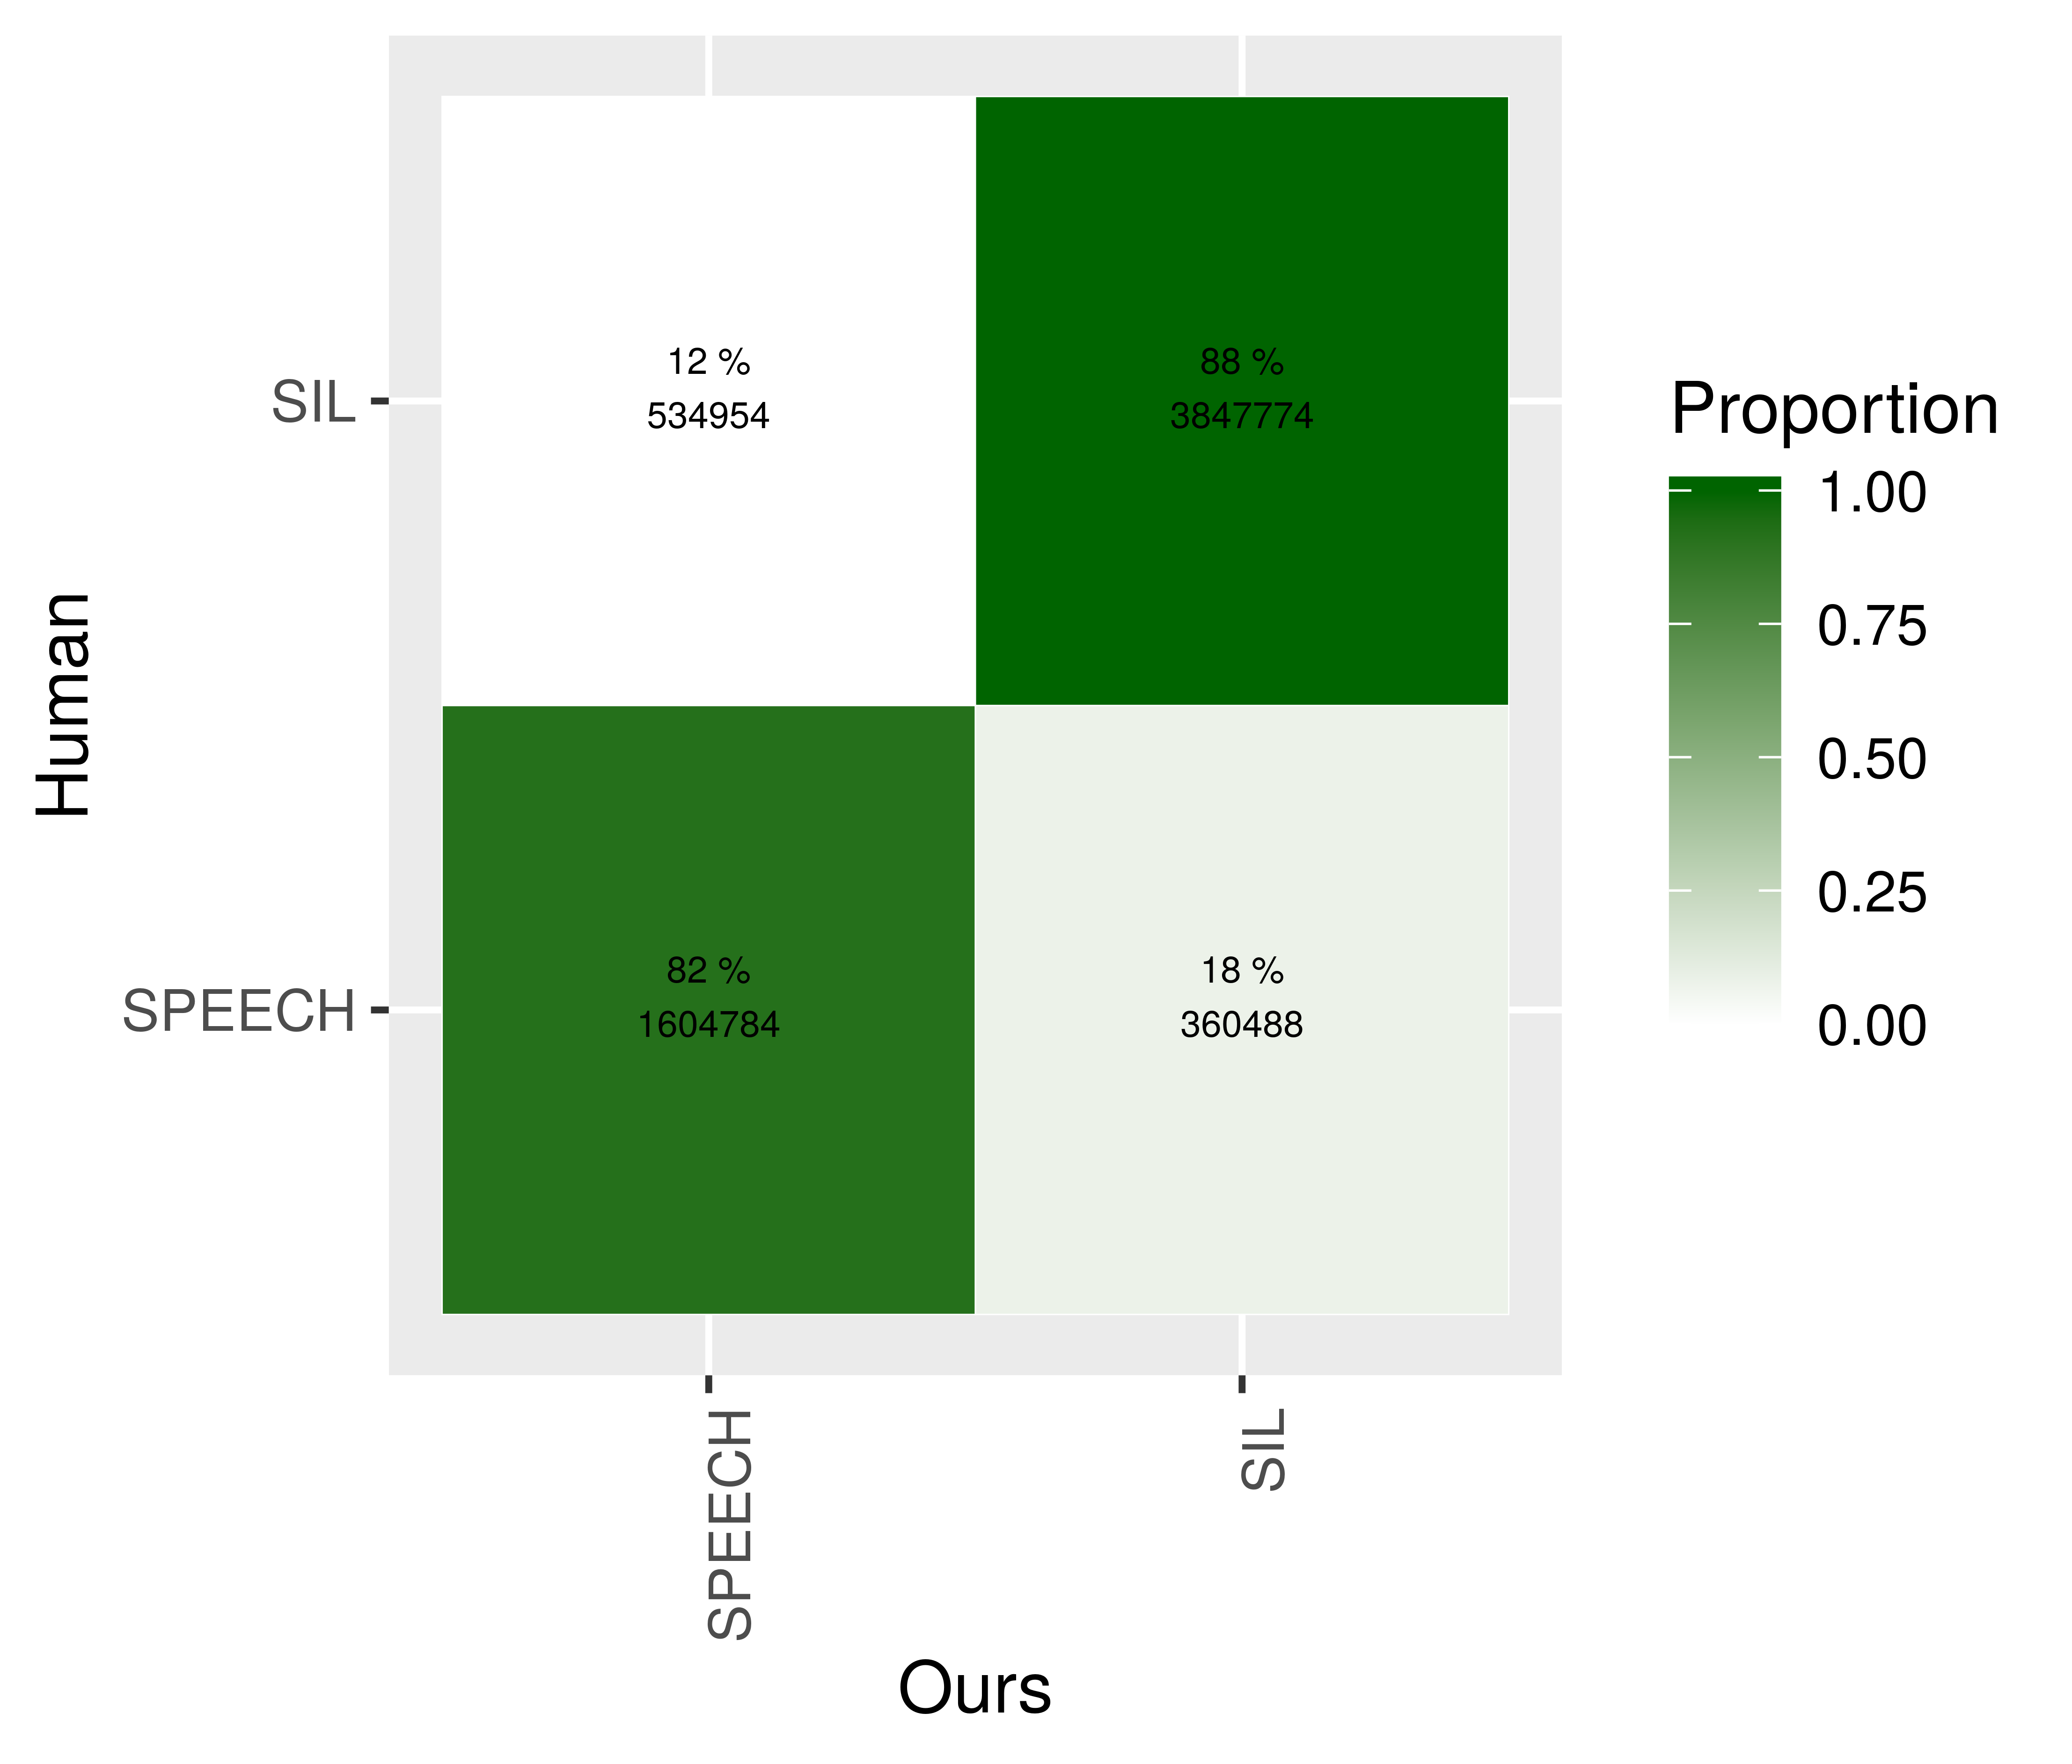 Human
SIL
SPEECH
12 %
534954
88 %
3847774
82 %
1604784
18 %
360488
SPEECH
SIL
Ours
Proportion
1.00
0.75
0.50
0.25
0.00